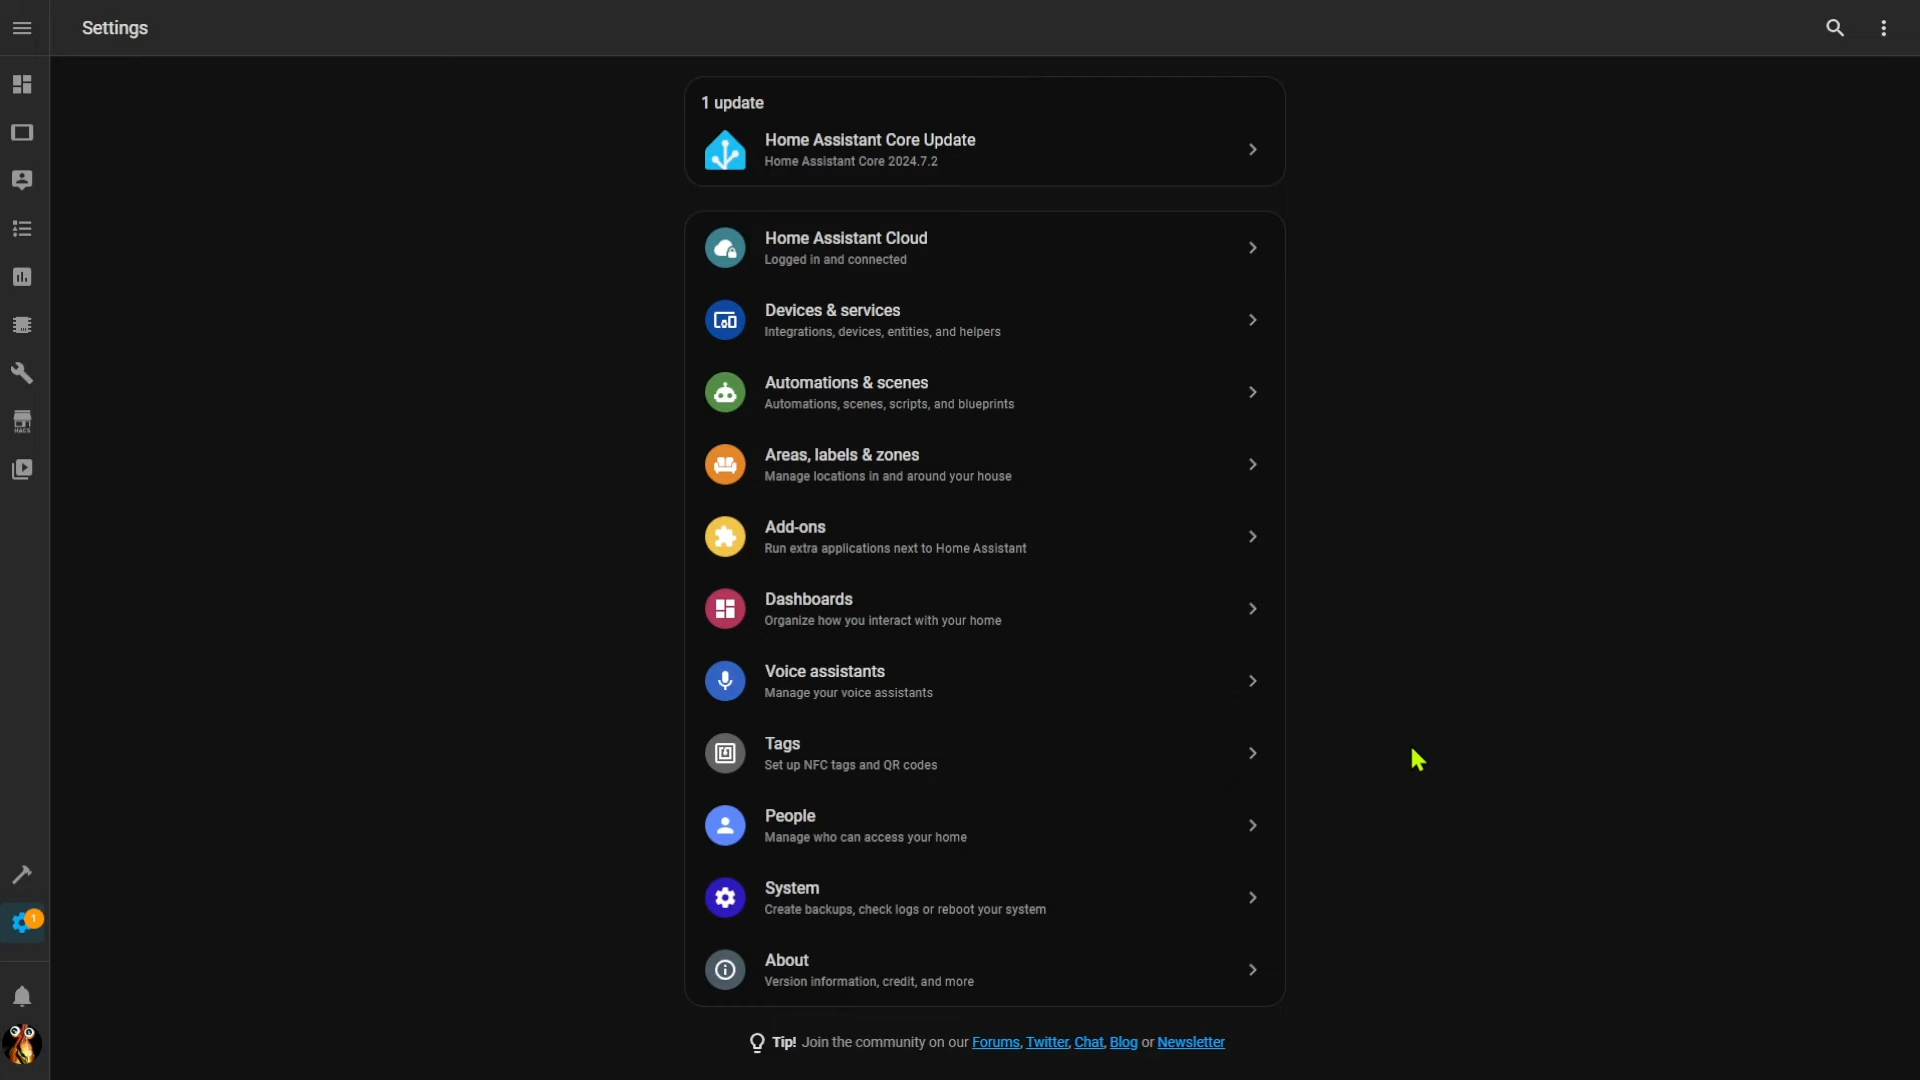 Settings
1 update
Home Assistant Core Update
Home Assistant Core 2024.7.2
Home Assistant Cloud
Logged in and connected
Devices & services
Integrations, devices, entities, and helpers
Automations & scenes
Automations, scenes, scripts, and blueprints
Areas, labels & zones
Manage locations in and around your house
Add-ons
Run extra applications next to Home Assistant
HACS
Dashboards
Organize how you interact with your home
Voice assistants
Manage your voice assistants
Tags
Set up NFC tags and QR codes
People
Manage who can access your home
System
Create backups, check logs or reboot your system
1
About
Version information, credit, and more
Tip! Join the community on our Forums, Twitter, Chat, Blog or Newsletter